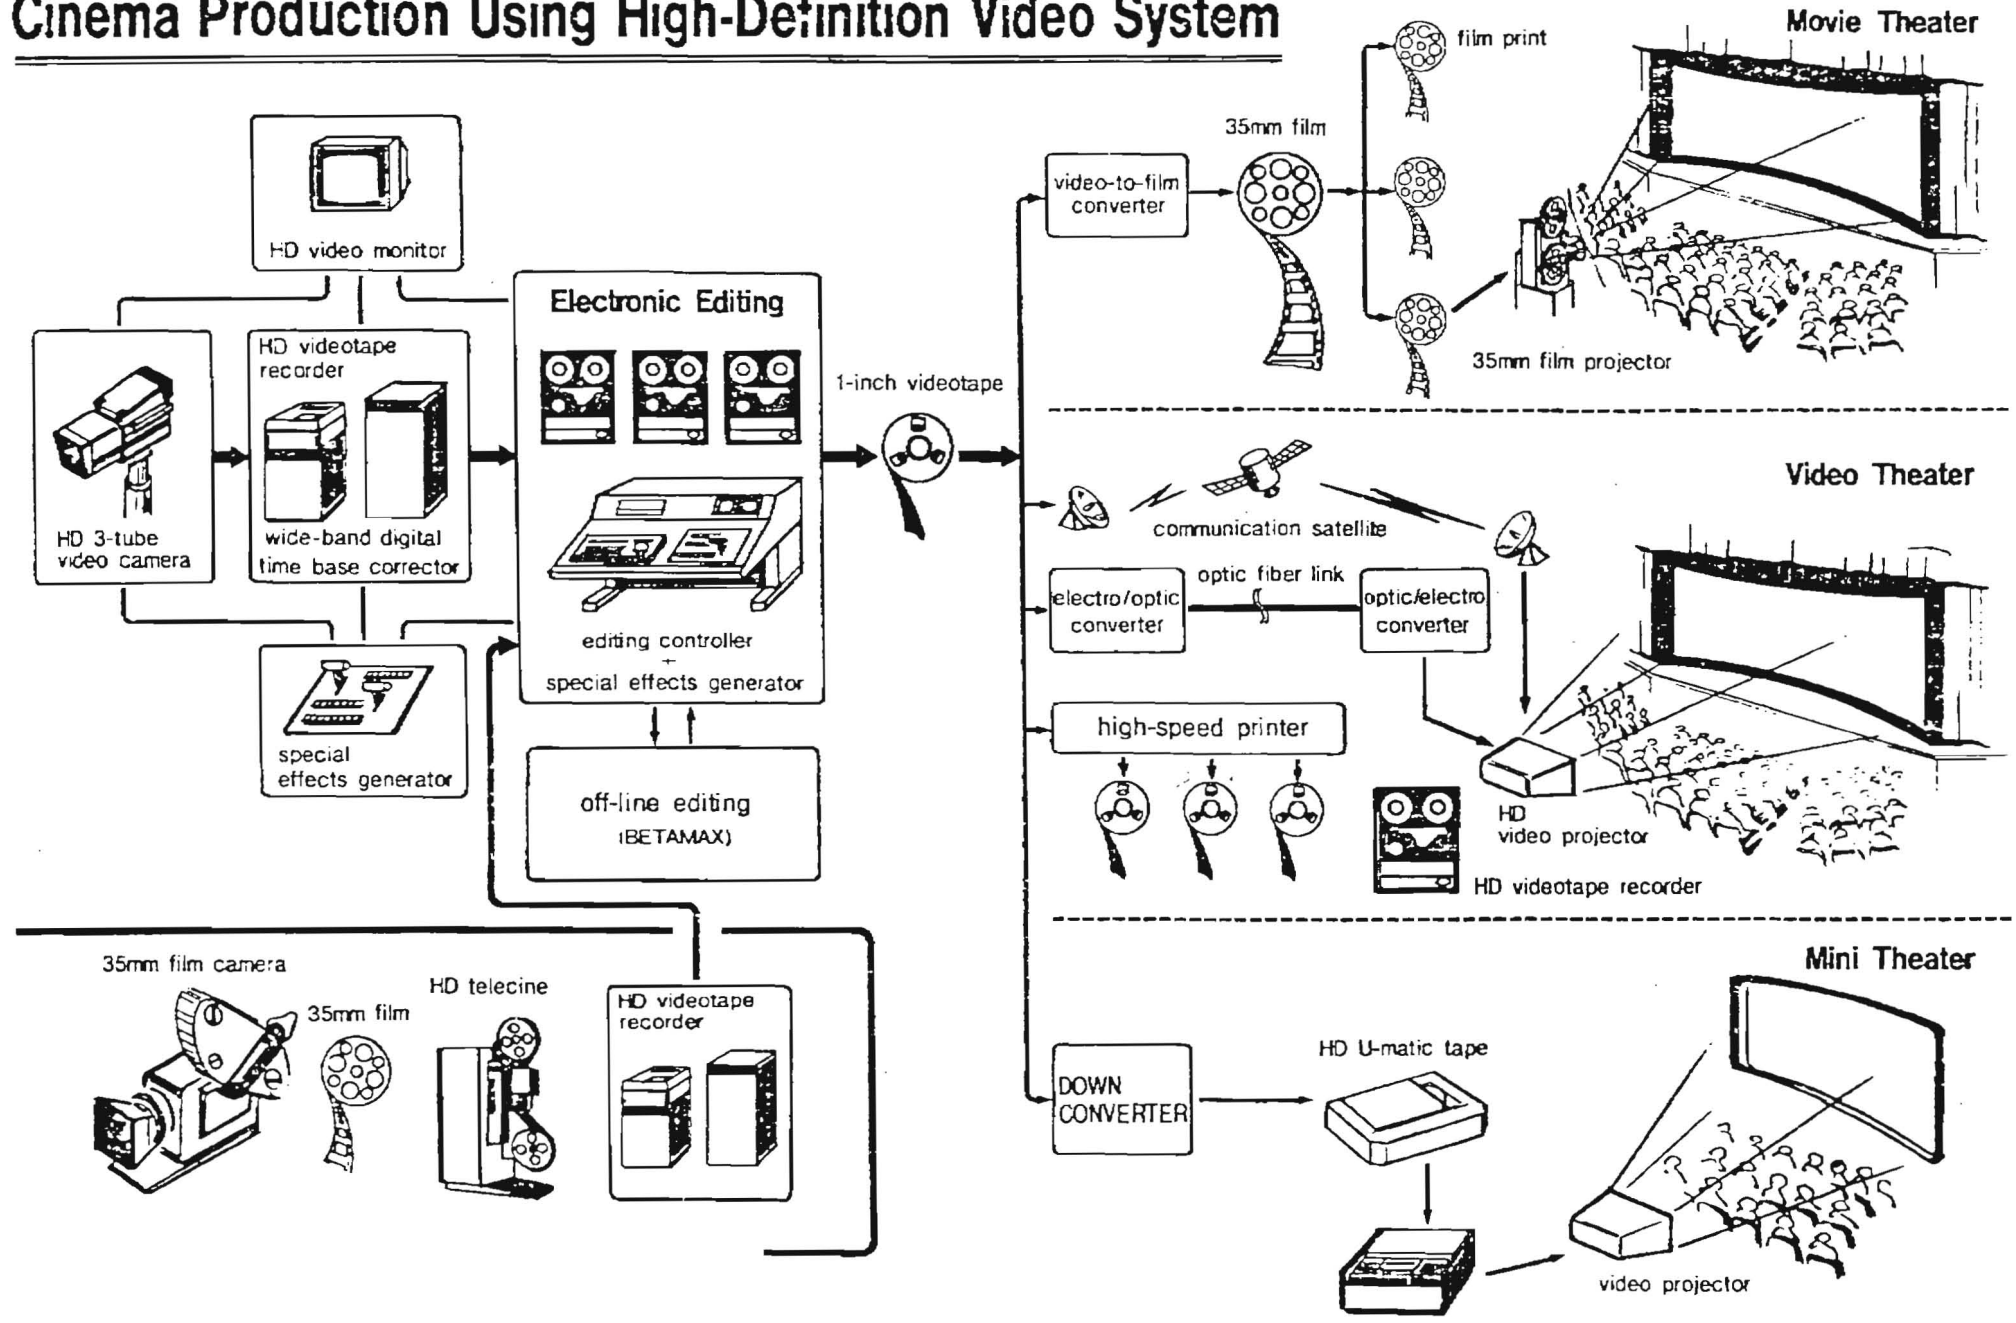 Cinema Production Using High-Definition Video System
HD video monitor
HD 3-tube
video camera
HD videotape
recorder
wide-band digital
time base corrector
special
effects generator
Electronic Editing
editing controller
+
special effects generator
off-line editing
(BETAMAX)
35mm film camera
35mm film
HD telecine
HD videotape
recorder
1-inch videotape
Movie Theater
video-to-film
converter
35mm film
film print
35mm film projector
Video Theater
communication satellite
electro/optic
converter
optic fiber link
optic/electro
converter
high-speed printer
HD
video projector
HD videotape recorder
Mini Theater
DOWN
CONVERTER
HD U-matic tape
video projector